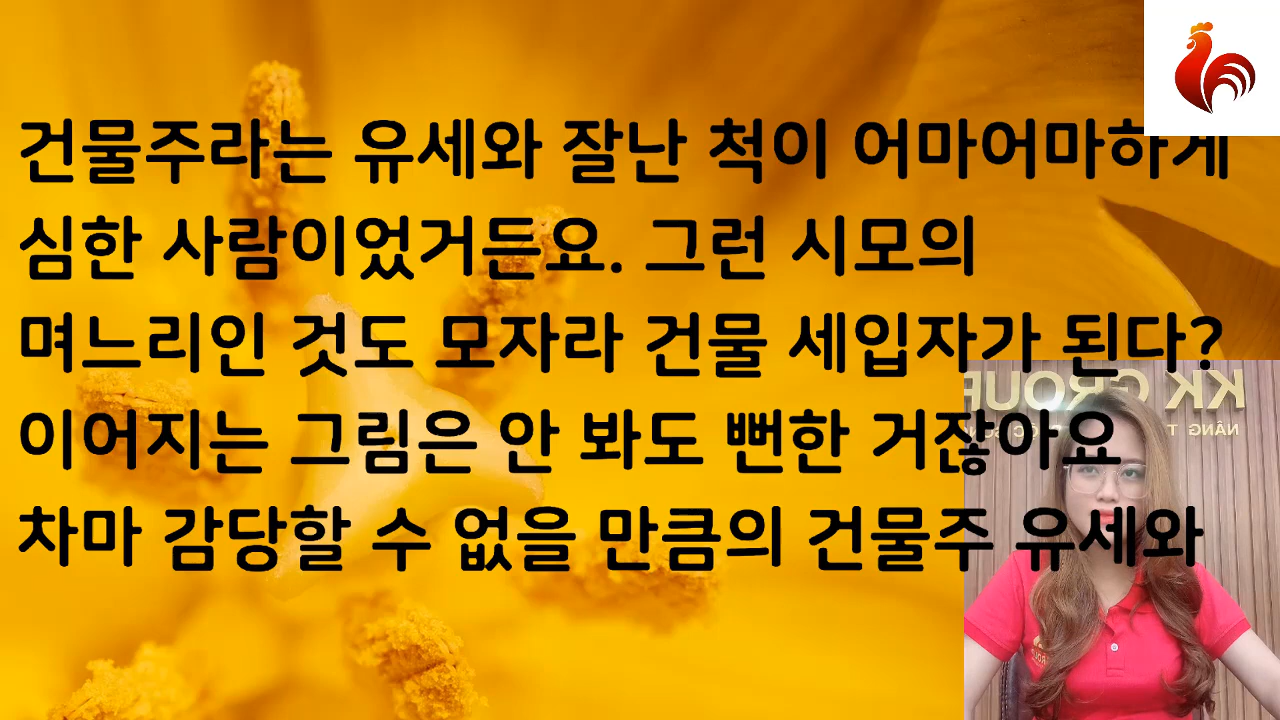 건물주라는 유세와 잘난 척이 어마어마하게
심한 사람이었거든요. 그런 시모의
며느리인 것도 모자라 건물 세입자가 된다?
이어지는 그림은 안 봐도 뻔한 거잖아요
차마 감당할 수 없을 만큼의 건물주 유세와
KK GROUP
NÂNG T